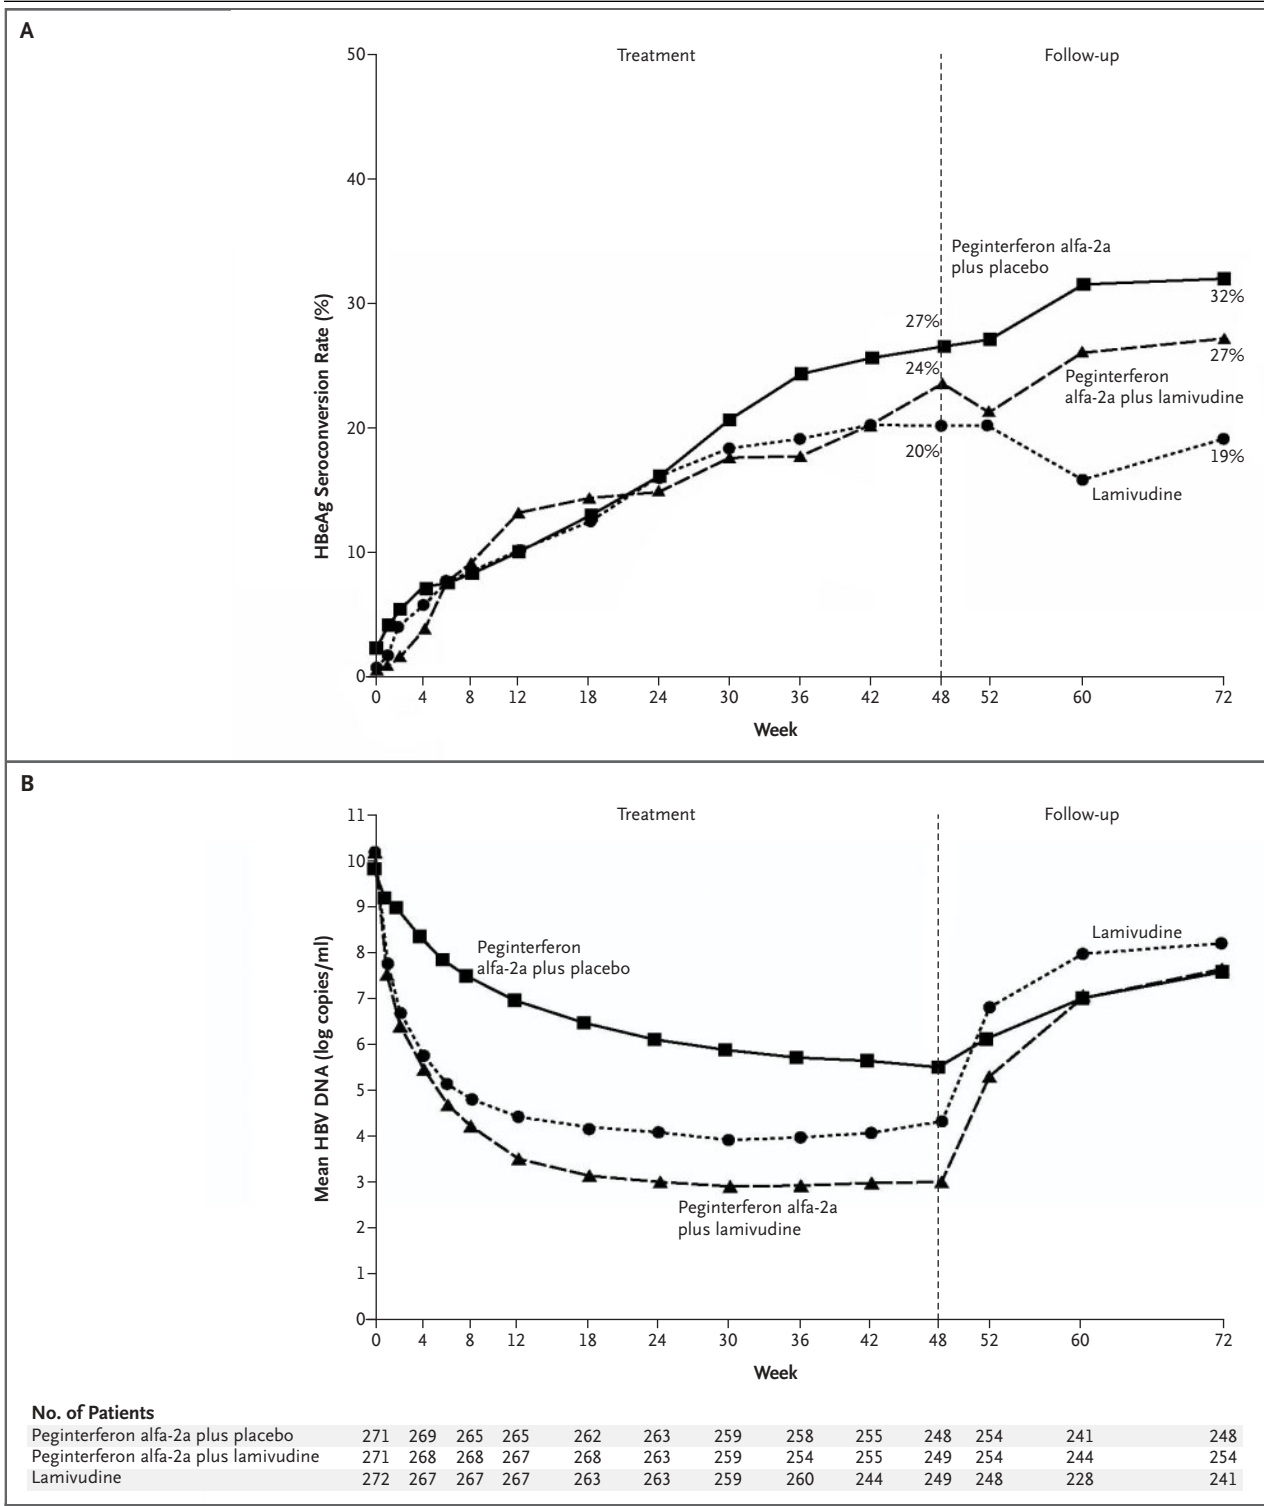 A
Treatment
Follow-up
50
40
30
20
10
0
HBeAg Seroconversion Rate (%)
Peginterferon alfa-2a
plus placebo
27%
32%
24%
27%
Peginterferon
alfa-2a plus lamivudine
20%
19%
Lamivudine
0 4 8 12 18 24 30 36 42 48 52 60 72
Week
B
Treatment
Follow-up
11
10
9
8
7
6
5
4
3
2
1
0
Mean HBV DNA (log copies/ml)
Lamivudine
Peginterferon
alfa-2a plus placebo
Peginterferon alfa-2a
plus lamivudine
0 4 8 12 18 24 30 36 42 48 52 60 72
Week
No. of Patients
Peginterferon alfa-2a plus placebo 271 269 265 265 262 263 259 258 255 248 254 241 248
Peginterferon alfa-2a plus lamivudine 271 268 268 267 268 263 259 254 255 249 254 244 254
Lamivudine 272 267 267 267 263 263 259 260 244 249 248 228 241